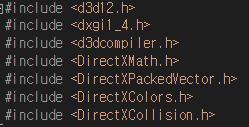 #include <d3d12.h>
#include <dxgi1_4.h>
#include <d3dcompiler.h>
#include <DirectXMath.h>
#include <DirectXPackedVector.h>
#include <DirectXColors.h>
#include <DirectXCollision.h>